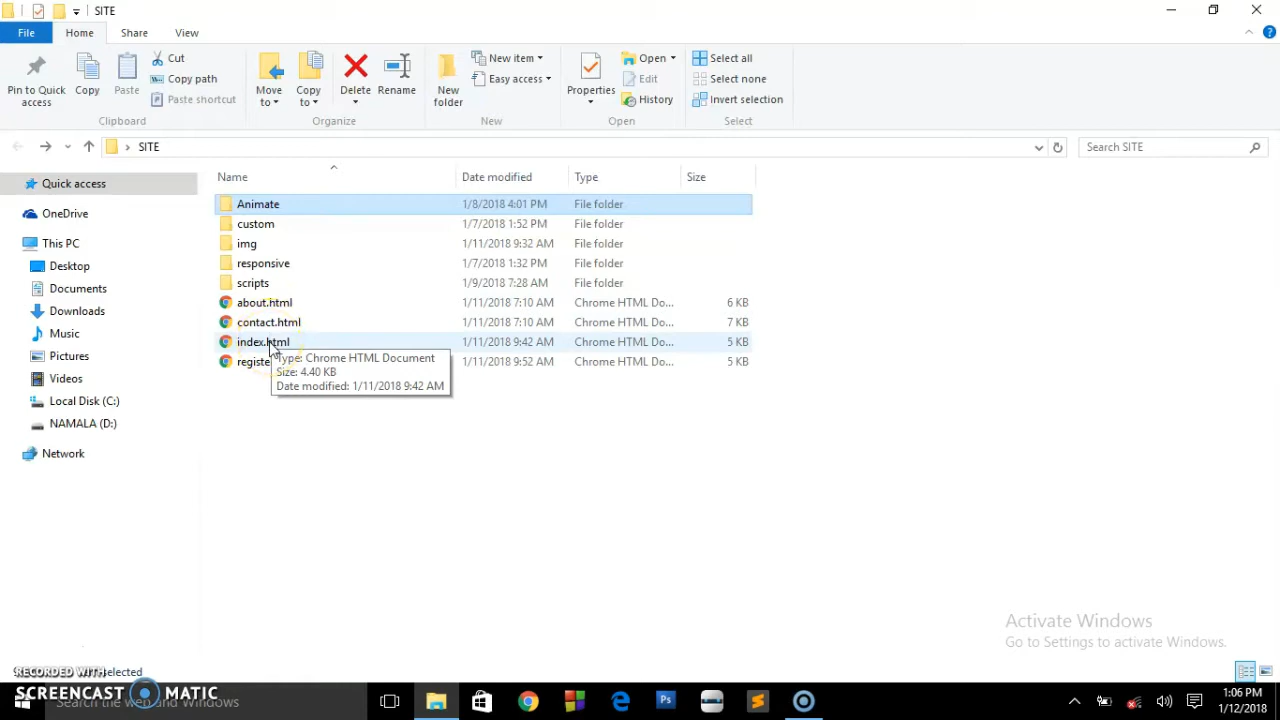 SITE
File Home Share View
Pin to Quick access
Copy
Paste
Cut
Copy path
Paste shortcut
Clipboard
Move to
Copy to
Delete
Rename
Organize
New folder
New item
Easy access
New
Properties
Open
Edit
History
Open
Select all
Select none
Invert selection
Select
SITE
Search SITE
Name Date modified Type Size
Quick access
OneDrive
This PC
Desktop
Documents
Downloads
Music
Pictures
Videos
Local Disk (C:)
NAMALA (D:)
Network
Animate 1/8/2018 4:01 PM File folder
custom 1/7/2018 1:52 PM File folder
img 1/11/2018 9:32 AM File folder
responsive 1/7/2018 1:32 PM File folder
scripts 1/9/2018 7:28 AM File folder
about.html 1/11/2018 7:10 AM Chrome HTML Do... 6 KB
contact.html 1/11/2018 7:10 AM Chrome HTML Do... 7 KB
index.html 1/11/2018 9:42 AM Chrome HTML Do... 5 KB
registe 1/11/2018 9:52 AM Chrome HTML Do... 5 KB
Type: Chrome HTML Document
Size: 4.40 KB
Date modified: 1/11/2018 9:42 AM
Activate Windows
Go to Settings to activate Windows.
RECORDED WITH
SCREENCAST MATIC
Search the web and Windows
Ps
1:06 PM
1/12/2018